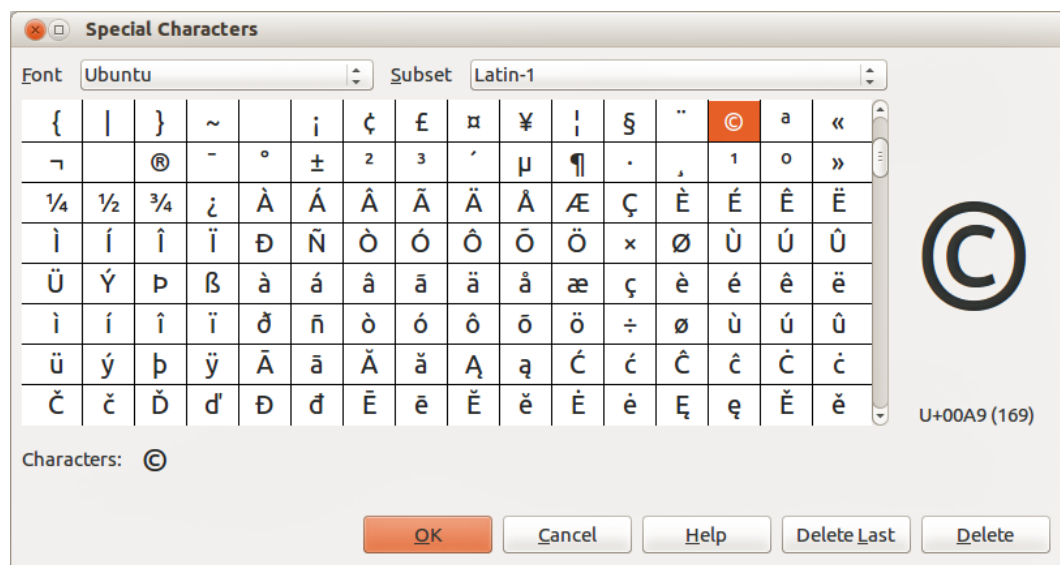 Special Characters
Font Ubuntu Subset Latin-1
{ | } ~ ¡ ¢ £ ¤ ¥ ¦ § ¨ © ª «
¬ ® ¯ ° ± ² ³ ´ µ ¶ · ¸ ¹ º »
¼ ½ ¾ ¿ À Á Â Ã Ä Å Æ Ç È É Ê Ë
Ì Í Î Ï Ð Ñ Ò Ó Ô Õ Ö × Ø Ù Ú Û
Ü Ý Þ ß à á â ã ä å æ ç è é ê ë
ì í î ï ð ñ ò ó ô õ ö ÷ ø ù ú û
ü ý þ ÿ Ā ā Ă ă Ą ą Ć ć Ĉ ĉ Ċ ċ
Č č Ď ď Đ đ Ē ē Ĕ ĕ Ė ė Ę ę Ě ě
©
U+00A9 (169)
Characters: ©
OK Cancel Help Delete Last Delete